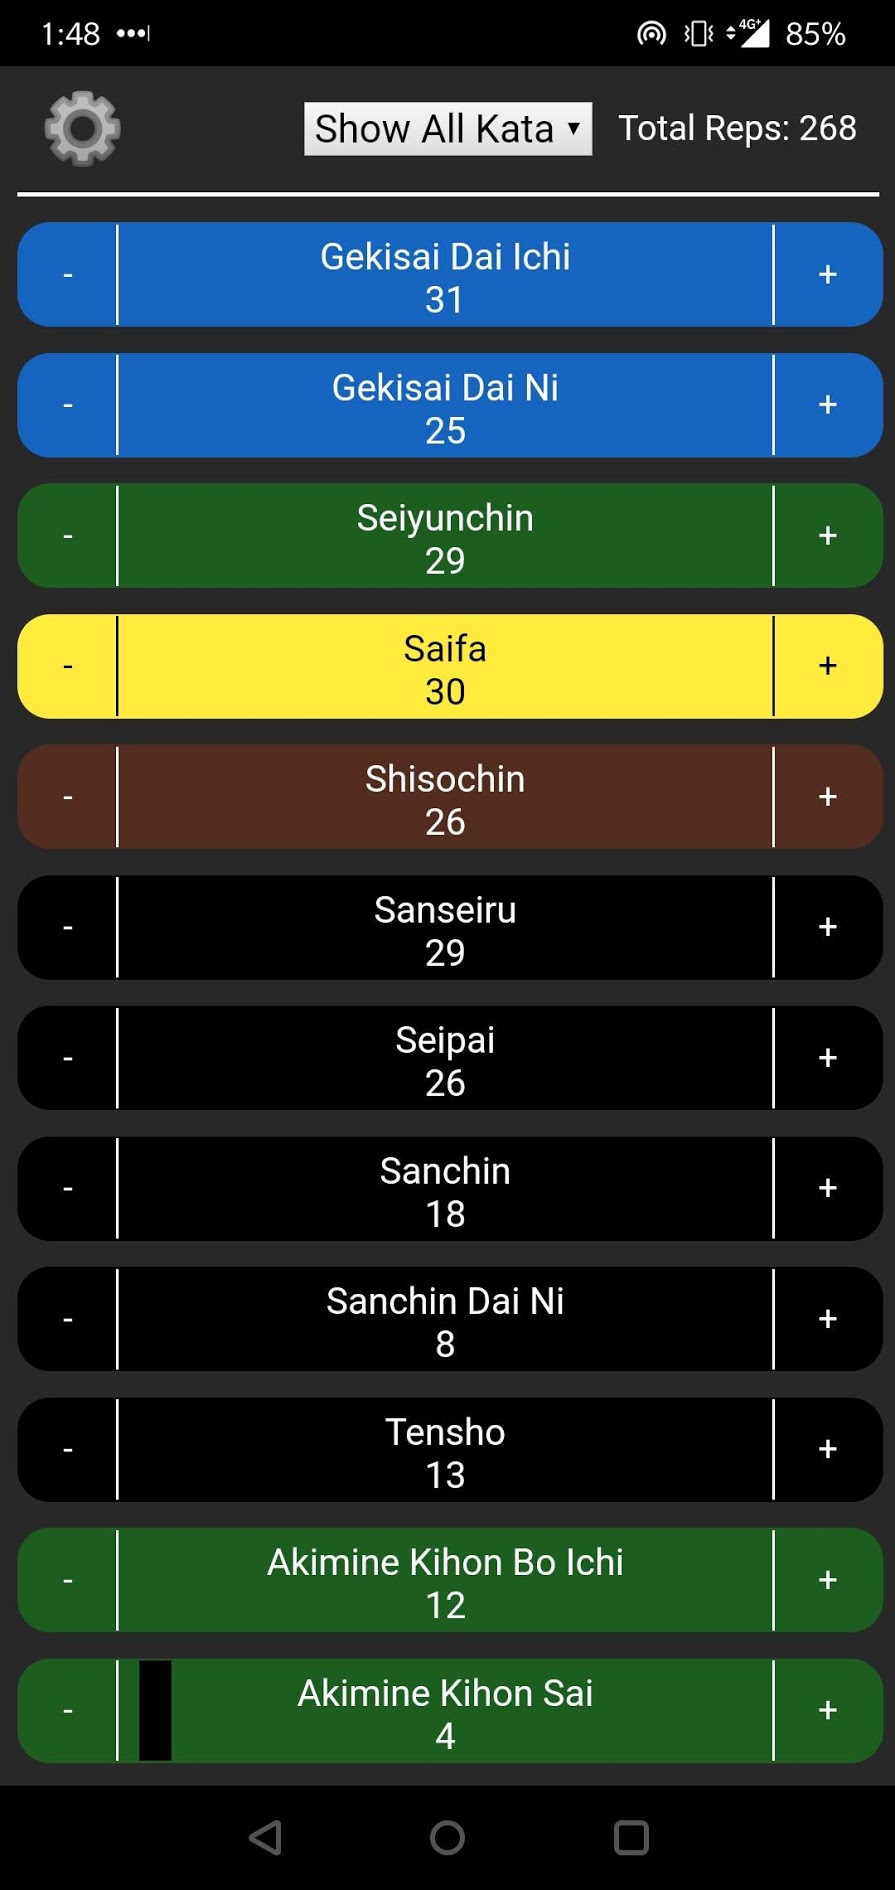 1:48
4G+
85%
Show All Kata
Total Reps: 268
-
Gekisai Dai Ichi
31
+
-
Gekisai Dai Ni
25
+
-
Seiyunchin
29
+
-
Saifa
30
+
-
Shisochin
26
+
-
Sanseiru
29
+
-
Seipai
26
+
-
Sanchin
18
+
-
Sanchin Dai Ni
8
+
-
Tensho
13
+
-
Akimine Kihon Bo Ichi
12
+
-
Akimine Kihon Sai
4
+